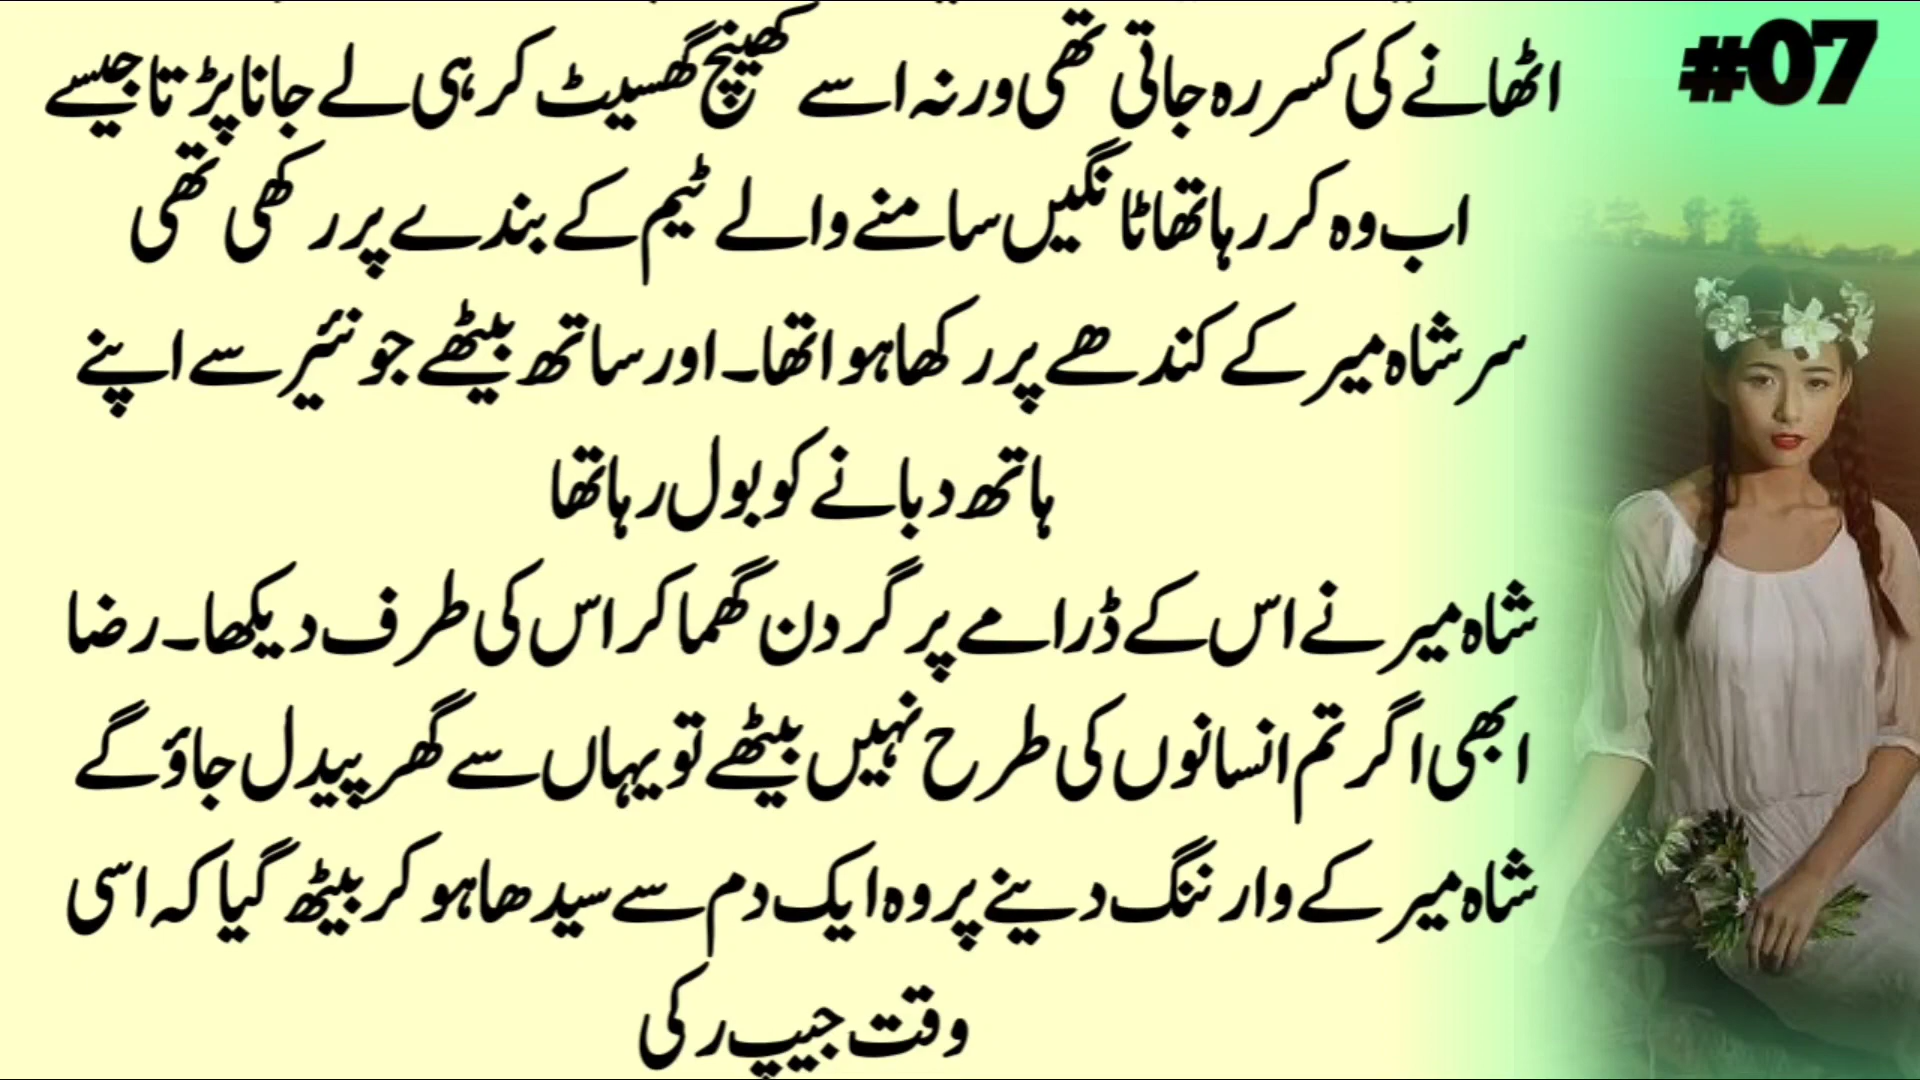 #07
اٹھانے کی کسر رہ جاتی تھی ورنہ اسے کھینچ گھسیٹ کر ہی لے جانا پڑتا جیسے
اب وہ کر رہا تھا ٹانگیں سامنے والے ٹیم کے بندے پر رکھی تھی
سر شاہ میر کے کندھے پر رکھا ہوا تھا۔ اور ساتھ بیٹھے جونئیر سے اپنے
ہاتھ دبانے کو بول رہا تھا
شاہ میر نے اس کے ڈرامے پر گردن گھما کر اس کی طرف دیکھا۔ رضا
ابھی اگر تم انسانوں کی طرح نہیں بیٹھے تو یہاں سے گھر پیدل جاؤ گے
شاہ میر کے وارننگ دینے پر وہ ایک دم سے سیدھا ہو کر بیٹھ گیا کہ اسی
وقت جیپ رکی